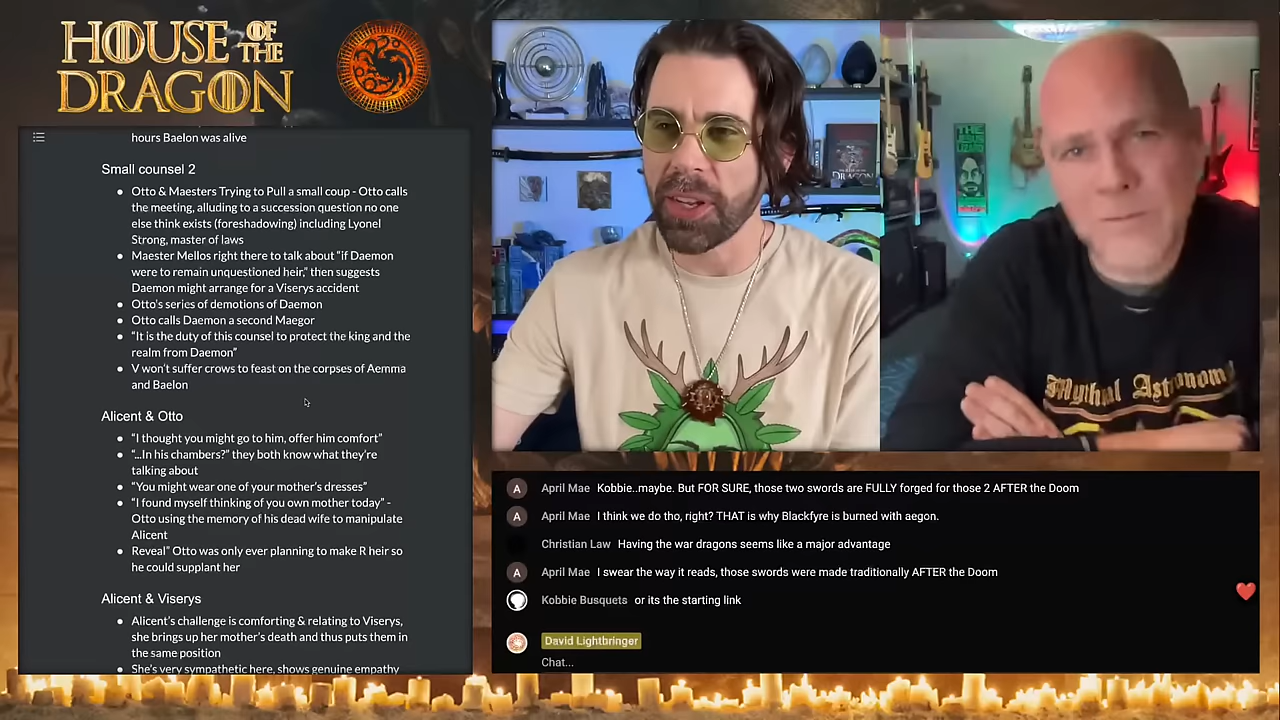 HOUSE OF THE
DRAGON
hours Baelon was alive
Small counsel 2
Otto & Maesters Trying to Pull a small coup - Otto calls
the meeting, alluding to a succession question no one
else think exists (foreshadowing) including Lyonel
Strong, master of laws
Maester Mellos right there to talk about "if Daemon
were to remain unquestioned heir," then suggests
Daemon might arrange for a Viserys accident
Otto's series of demotions of Daemon
Otto calls Daemon a second Maegor
"It is the duty of this counsel to protect the king and the
realm from Daemon"
V won't suffer crows to feast on the corpses of Aemma
and Baelon
Alicent & Otto
"I thought you might go to him, offer him comfort"
"...In his chambers?" they both know what they're
talking about
"You might wear one of your mother's dresses"
"I found myself thinking of you own mother today" -
Otto using the memory of his dead wife to manipulate
Alicent
Reveal" Otto was only ever planning to make R heir so
he could supplant her
Alicent & Viserys
Alicent's challenge is comforting & relating to Viserys,
she brings up her mother's death and thus puts them in
the same position
She's very sympathetic here, shows genuine empathy
DRAGON
THE
JESUS
LIZARD
Mythical Astronomy
A April Mae Kobbie..maybe. But FOR SURE, those two swords are FULLY forged for those 2 AFTER the Doom
A April Mae I think we do tho, right? THAT is why Blackfyre is burned with aegon.
Christian Law Having the war dragons seems like a major advantage
A April Mae I swear the way it reads, those swords were made traditionally AFTER the Doom
Kobbie Busquets or its the starting link
David Lightbringer
Chat...